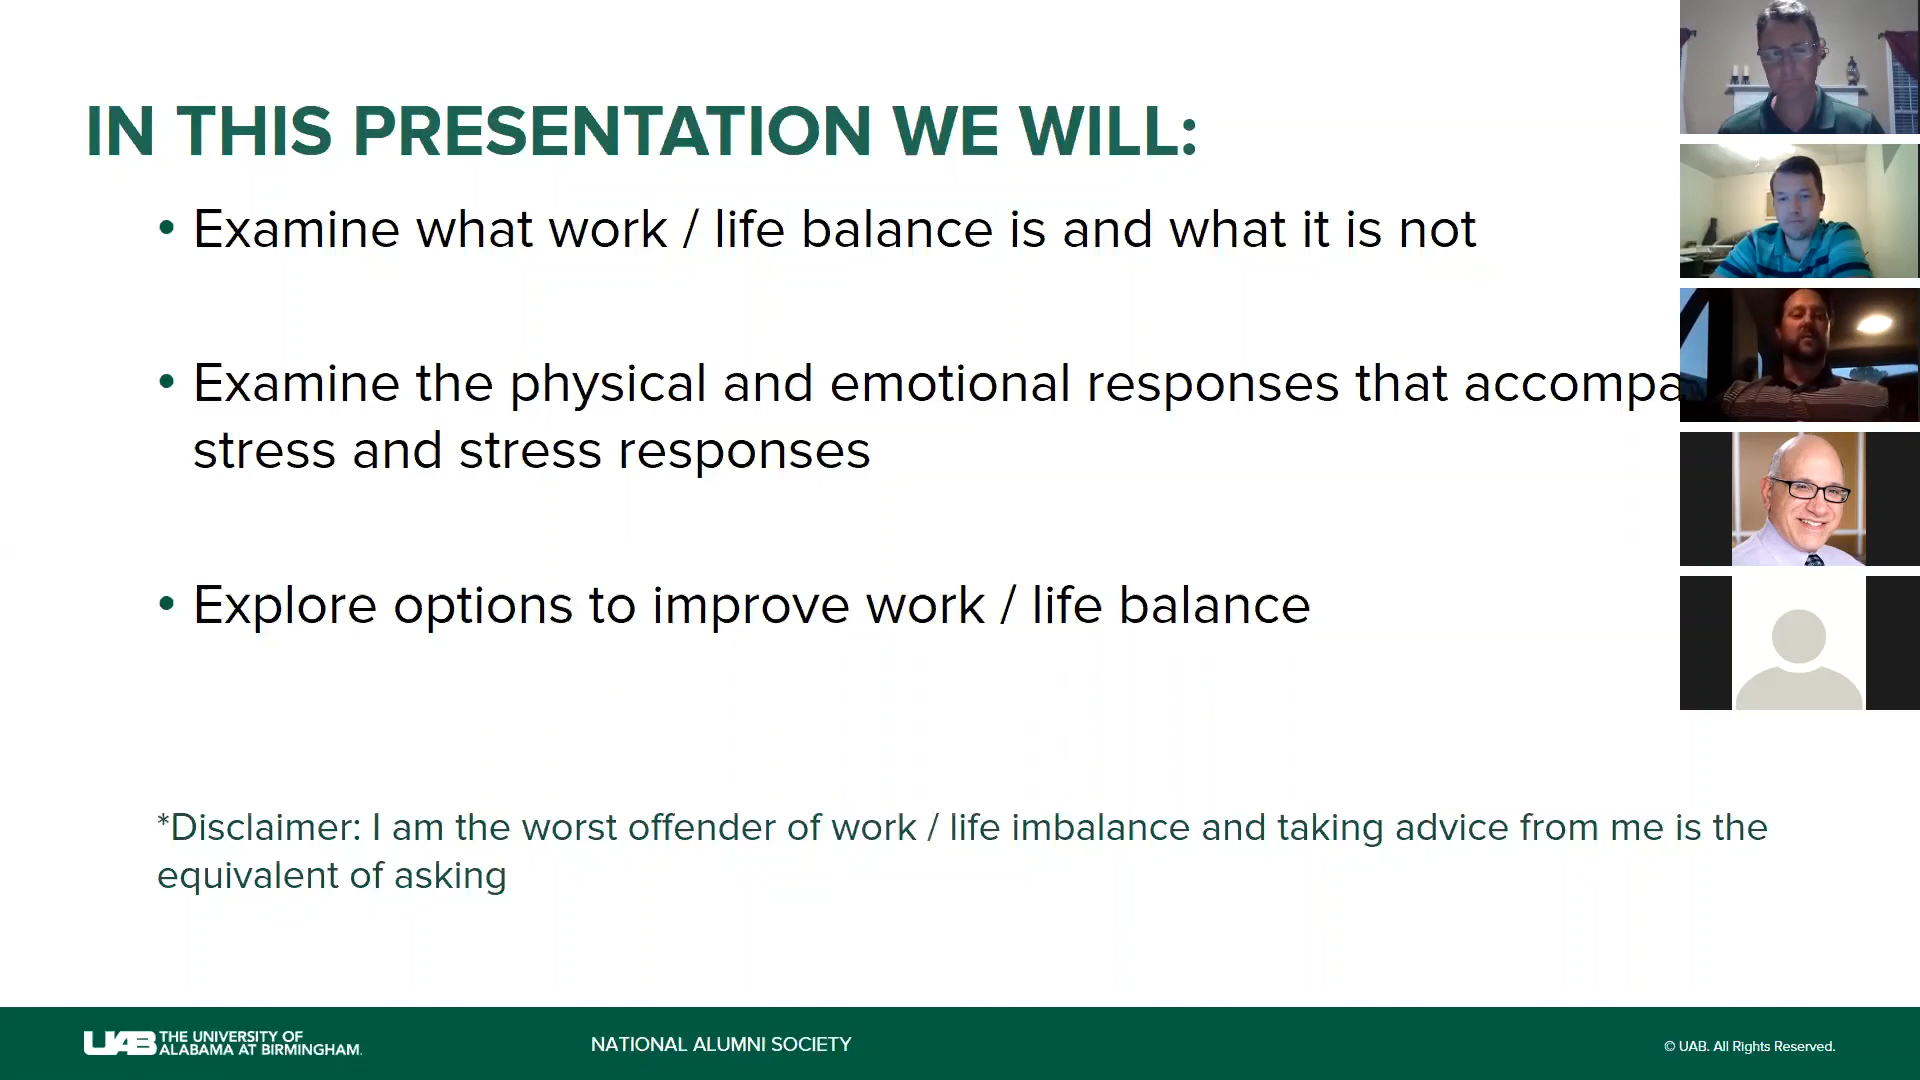 IN THIS PRESENTATION WE WILL:
• Examine what work / life balance is and what it is not
• Examine the physical and emotional responses that accompa
stress and stress responses
• Explore options to improve work / life balance
*Disclaimer: I am the worst offender of work / life imbalance and taking advice from me is the
equivalent of asking
UAB THE UNIVERSITY OF
ALABAMA AT BIRMINGHAM.
NATIONAL ALUMNI SOCIETY
© UAB. All Rights Reserved.